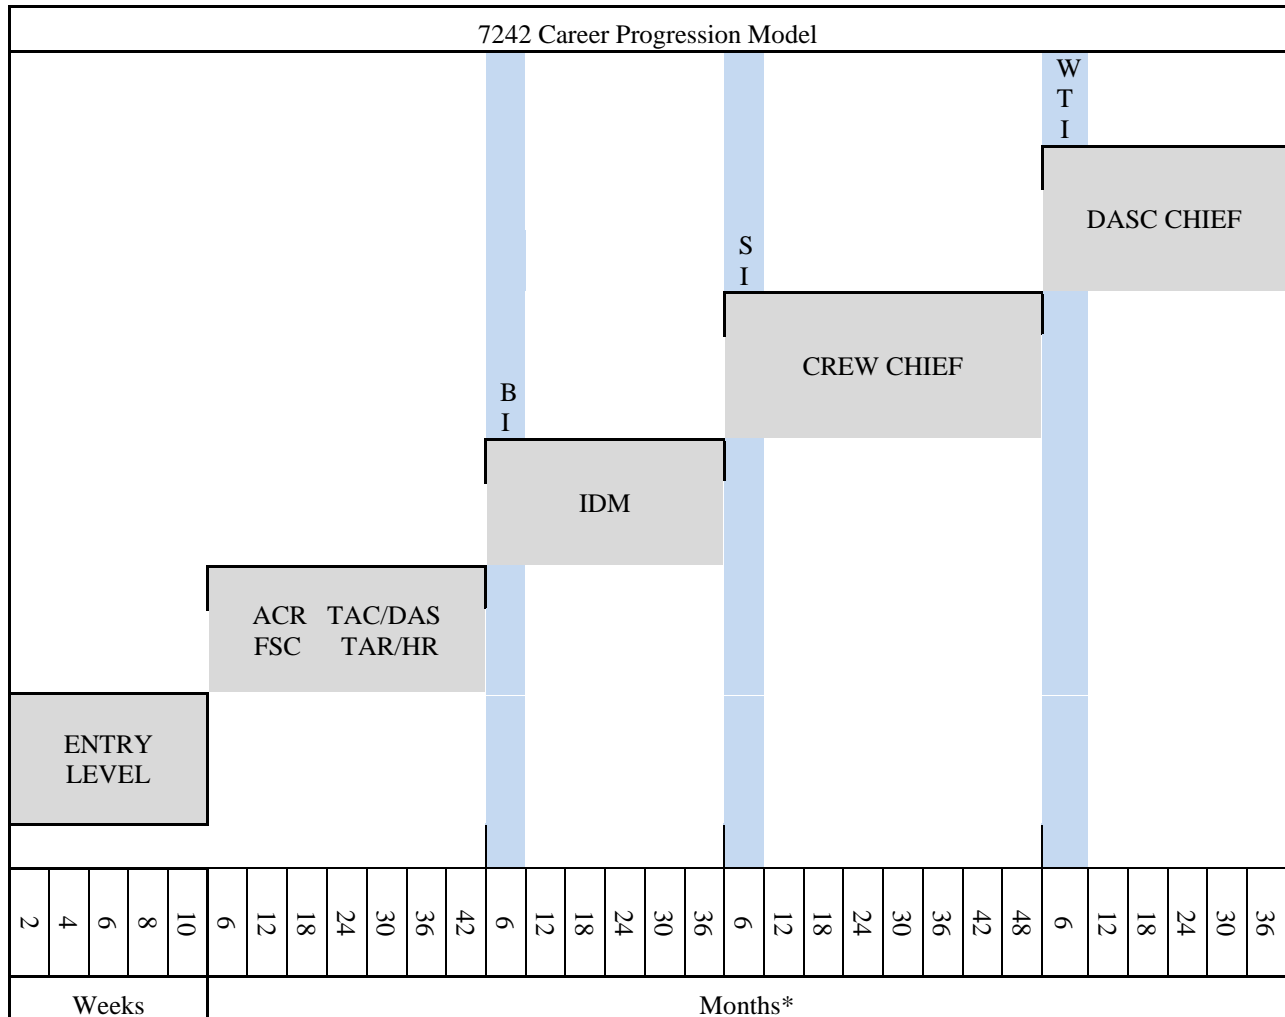 7242 Career Progression Model
W
T
I
DASC CHIEF
S
I
CREW CHIEF
B
I
IDM
ACR TAC/DAS
FSC TAR/HR
ENTRY
LEVEL
2 4 6 8 10 6 12 18 24 30 36 42 6 12 18 24 30 36 6 12 18 24 30 36 42 48 6 12 18 24 30 36
Weeks Months*